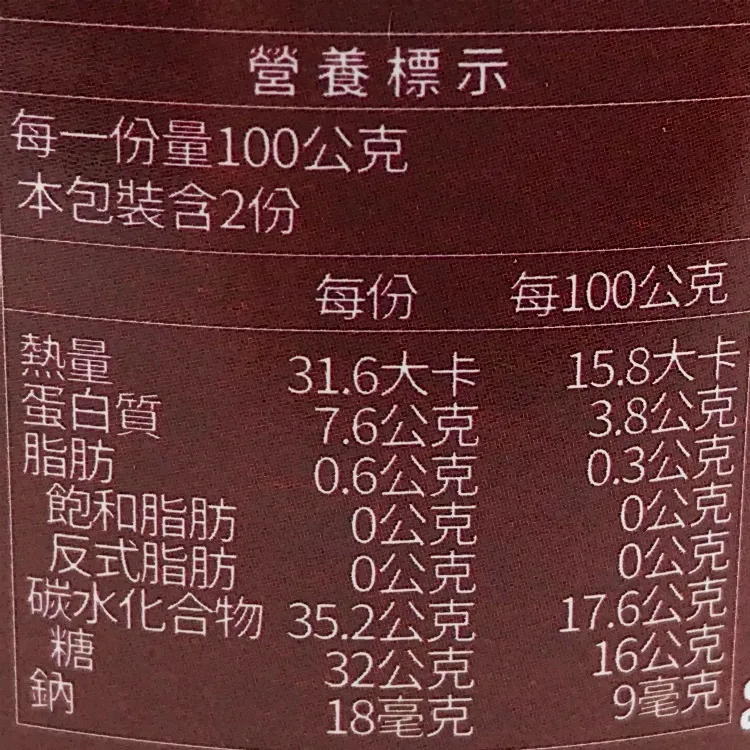 營養標示
每一份量100公克
本包裝含2份
每份 每100公克
熱量 31.6大卡 15.8大卡
蛋白質 7.6公克 3.8公克
脂肪 0.6公克 0.3公克
飽和脂肪 0公克 0公克
反式脂肪 0公克 0公克
碳水化合物 35.2公克 17.6公克
糖 32公克 16公克
鈉 18毫克 9毫克